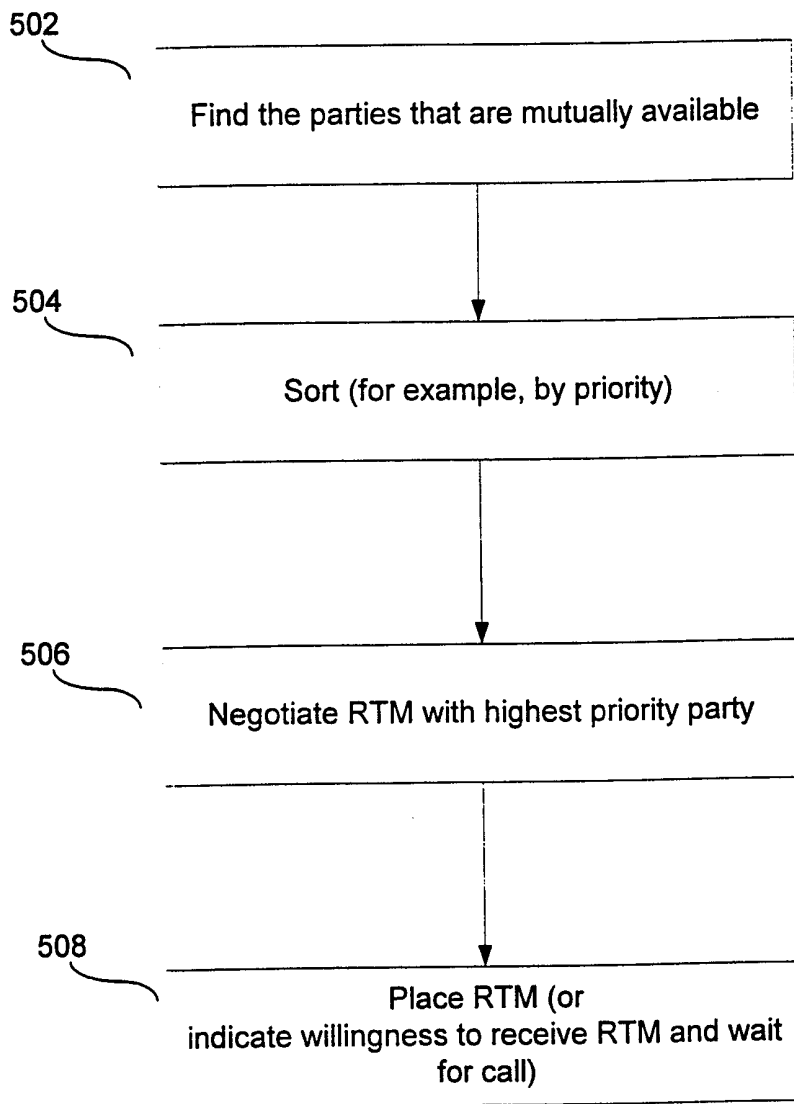 502
Find the parties that are mutually available
504
Sort (for example, by priority)
506
Negotiate RTM with highest priority party
508
Place RTM (or
indicate willingness to receive RTM and wait
for call)